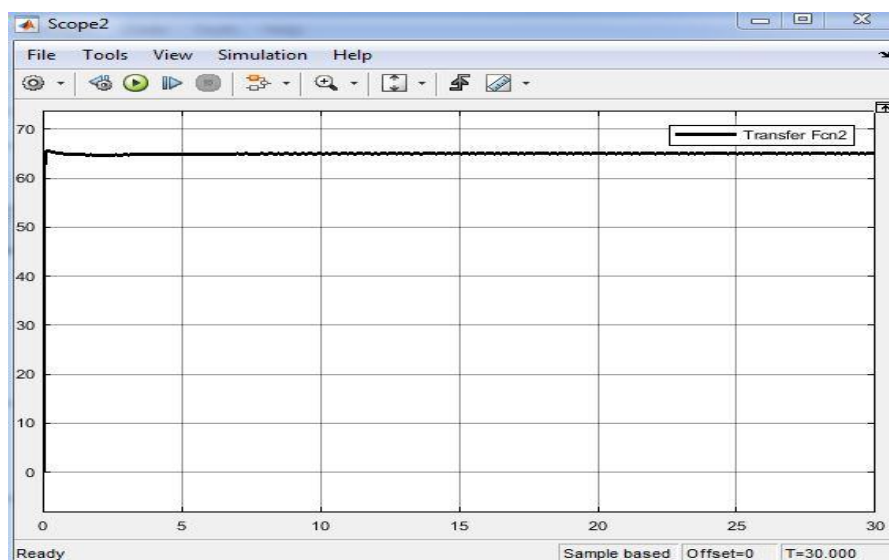 Scope2
File Tools View Simulation Help
70
Transfer Fcn2
60
50
40
30
20
10
0
0 5 10 15 20 25 30
Ready Sample based Offset=0 T=30.000